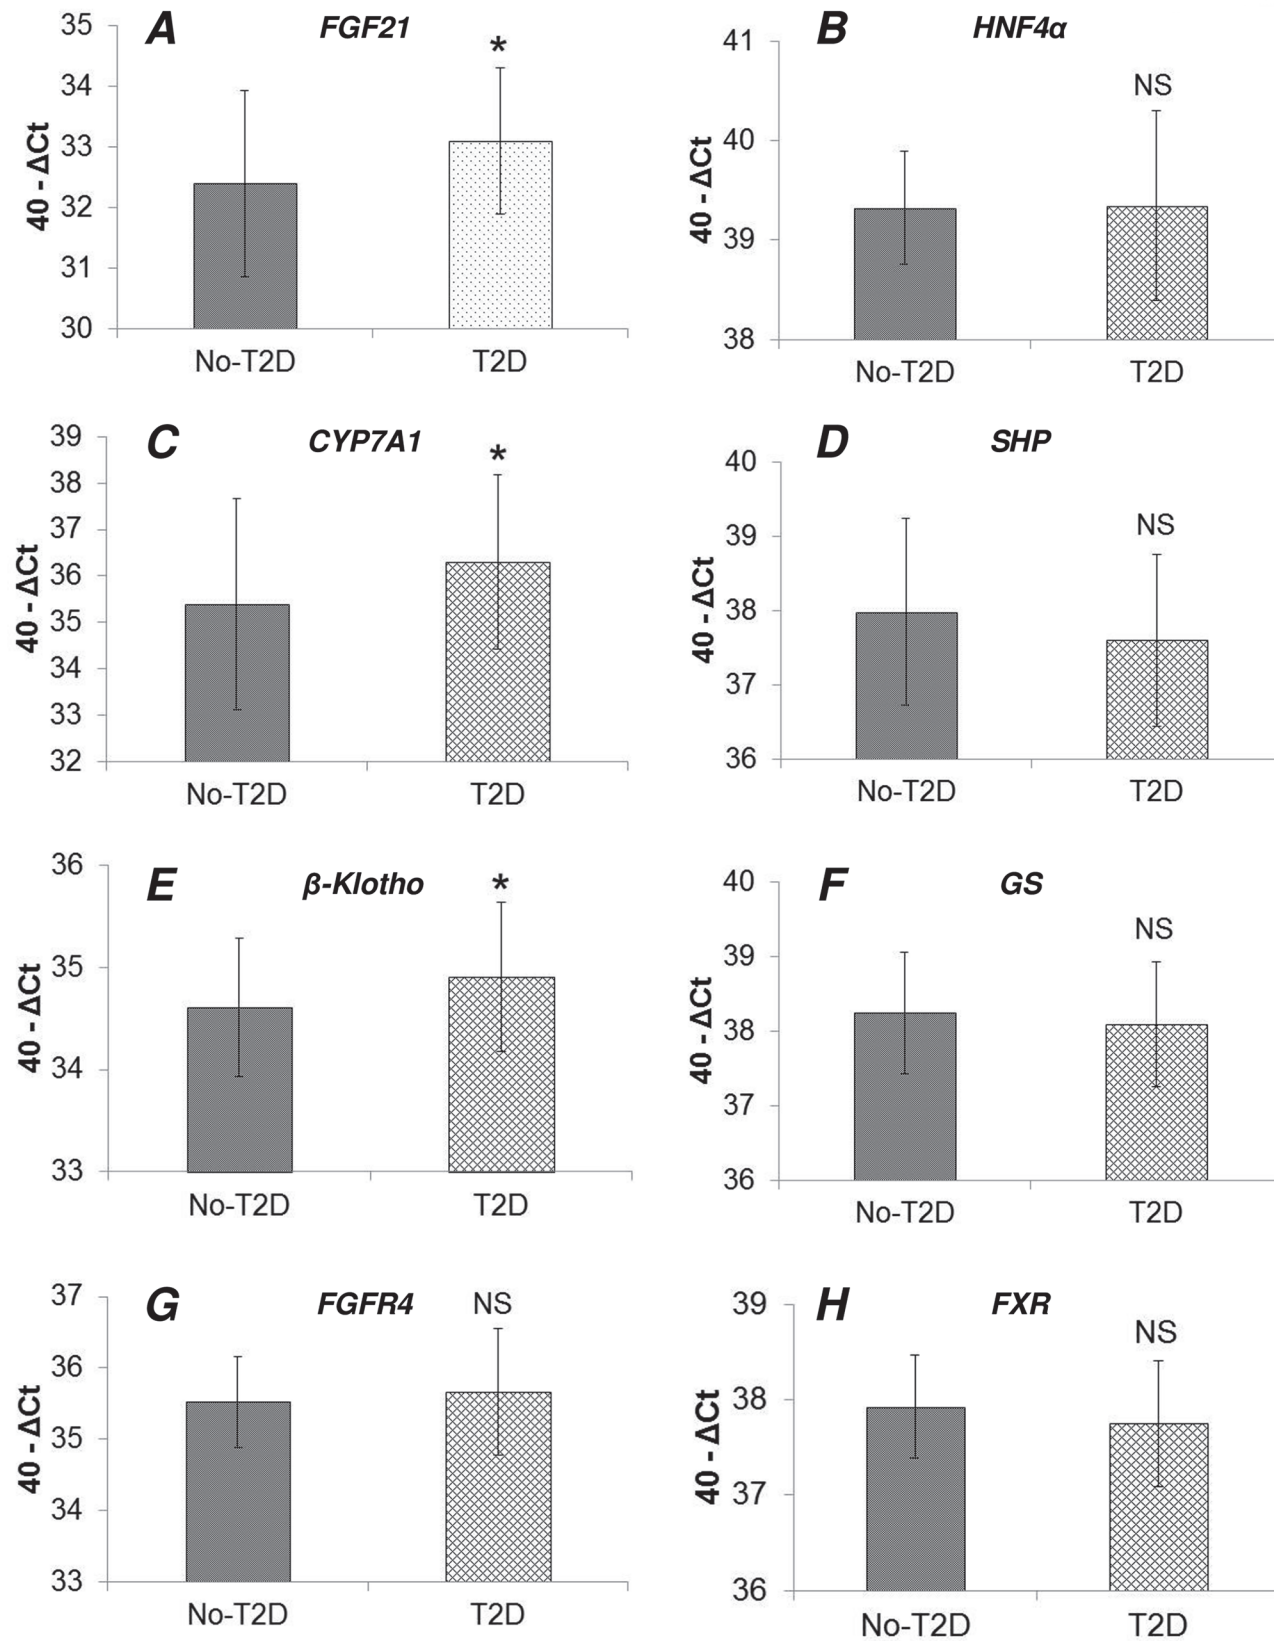 A FGF21
*
40 - ΔCt
35
34
33
32
31
30
No-T2D T2D
B HNF4α
NS
40 - ΔCt
41
40
39
38
No-T2D T2D
C CYP7A1
*
40 - ΔCt
39
38
37
36
35
34
33
32
No-T2D T2D
D SHP
NS
40 - ΔCt
40
39
38
37
36
No-T2D T2D
E β-Klotho
*
40 - ΔCt
36
35
34
33
No-T2D T2D
F GS
NS
40 - ΔCt
40
39
38
37
36
No-T2D T2D
G FGFR4 NS
40 - ΔCt
37
36
35
34
33
No-T2D T2D
H FXR
NS
40 - ΔCt
39
38
37
36
No-T2D T2D